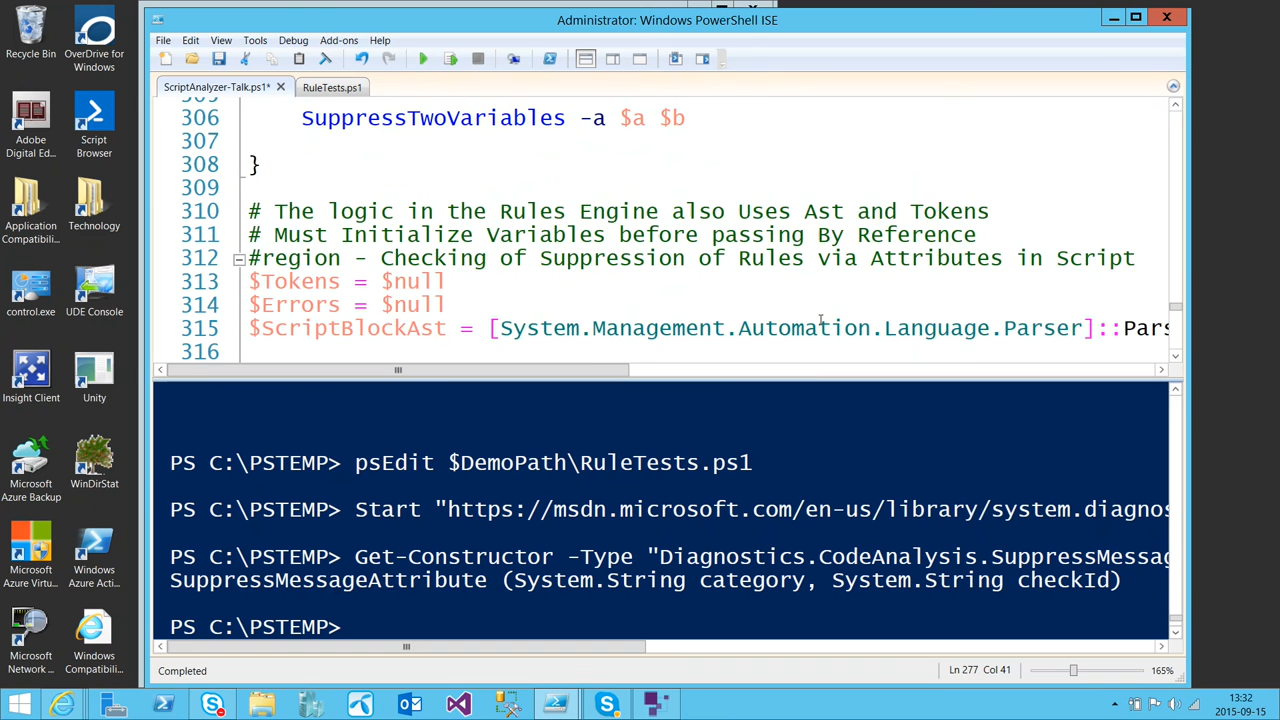 Recycle Bin
OverDrive for
Windows
Adobe
Digital Ed...
Script
Browser
Application
Compatibili...
Technology
control.exe
UDE Console
Insight Client
Unity
Microsoft
Azure Backup
WinDirStat
Microsoft
Azure Virtu...
Windows
Azure Acti...
Microsoft
Network ...
Windows
Compatibili...
Administrator: Windows PowerShell ISE
File Edit View Tools Debug Add-ons Help
ScriptAnalyzer-Talk.ps1* RuleTests.ps1
305
306 SuppressTwoVariables -a $a $b
307
308 }
309
310 # The logic in the Rules Engine also Uses Ast and Tokens
311 # Must Initialize Variables before passing By Reference
312 #region - Checking of Suppression of Rules via Attributes in Script
313 $Tokens = $null
314 $Errors = $null
315 $ScriptBlockAst = [System.Management.Automation.Language.Parser]::Pars
316
PS C:\PSTEMP> psEdit $DemoPath\RuleTests.ps1
PS C:\PSTEMP> Start "https://msdn.microsoft.com/en-us/library/system.diagnos
PS C:\PSTEMP> Get-Constructor -Type "Diagnostics.CodeAnalysis.SuppressMessag
SuppressMessageAttribute (System.String category, System.String checkId)
PS C:\PSTEMP>
Completed
Ln 277 Col 41
165%
13:32
2015-09-15